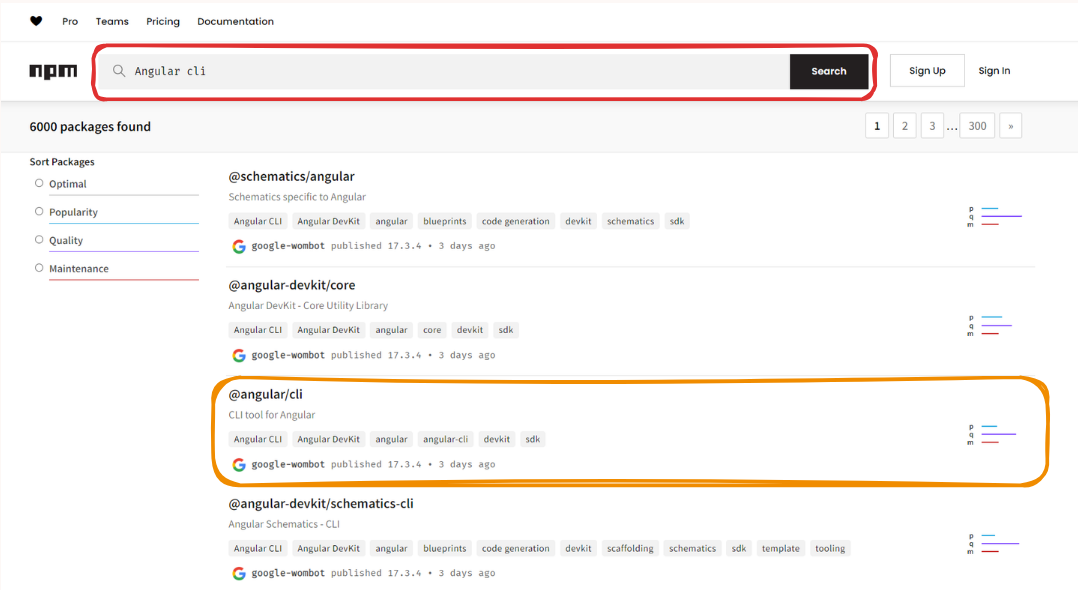 Pro Teams Pricing Documentation
npm Angular cli Search Sign Up Sign In
6000 packages found 1 2 3 ... 300 »
Sort Packages
Optimal
Popularity
Quality
Maintenance
@schematics/angular
Schematics specific to Angular
Angular CLI Angular DevKit angular blueprints code generation devkit schematics sdk
google-wombot published 17.3.4 • 3 days ago
p
q
m
@angular-devkit/core
Angular DevKit - Core Utility Library
Angular CLI Angular DevKit angular core devkit sdk
google-wombot published 17.3.4 • 3 days ago
p
q
m
@angular/cli
CLI tool for Angular
Angular CLI Angular DevKit angular angular-cli devkit sdk
google-wombot published 17.3.4 • 3 days ago
p
q
m
@angular-devkit/schematics-cli
Angular Schematics - CLI
Angular CLI Angular DevKit angular blueprints code generation devkit scaffolding schematics sdk template tooling
google-wombot published 17.3.4 • 3 days ago
p
q
m